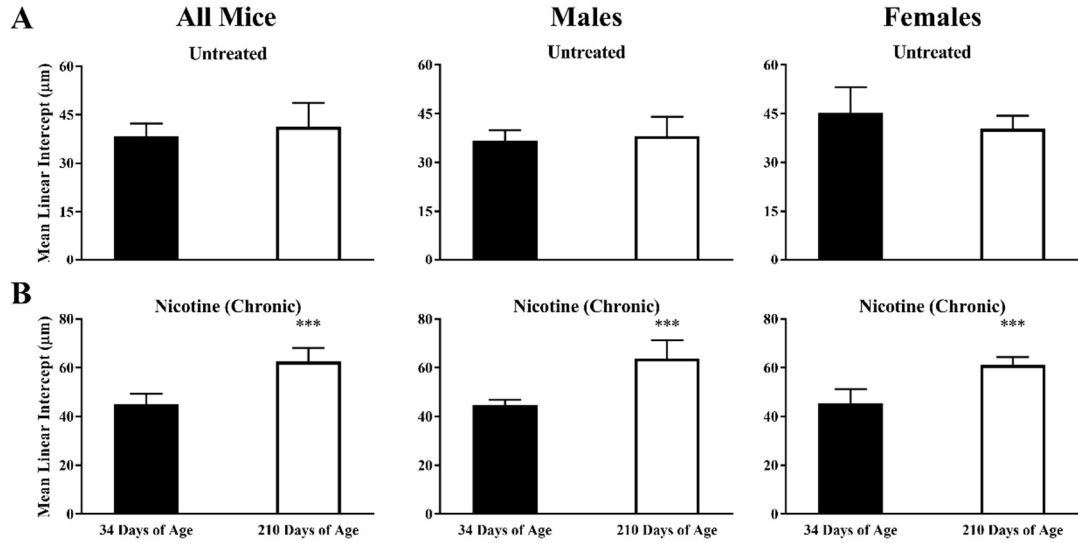 A
All Mice
Males
Females
Untreated
Untreated
Untreated
Mean Linear Intercept (μm)
60
45
30
15
0
60
45
30
15
0
60
45
30
15
0
B
Nicotine (Chronic)
Nicotine (Chronic)
Nicotine (Chronic)
***
***
***
Mean Linear Intercept (μm)
80
60
40
20
0
80
60
40
20
0
80
60
40
20
0
34 Days of Age 210 Days of Age
34 Days of Age 210 Days of Age
34 Days of Age 210 Days of Age